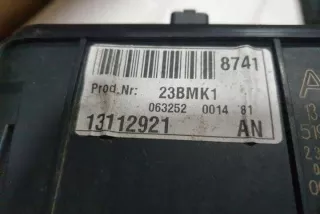 8741
Prod.Nr: 23BMK1
063252 0014 81
13112921 AN
A